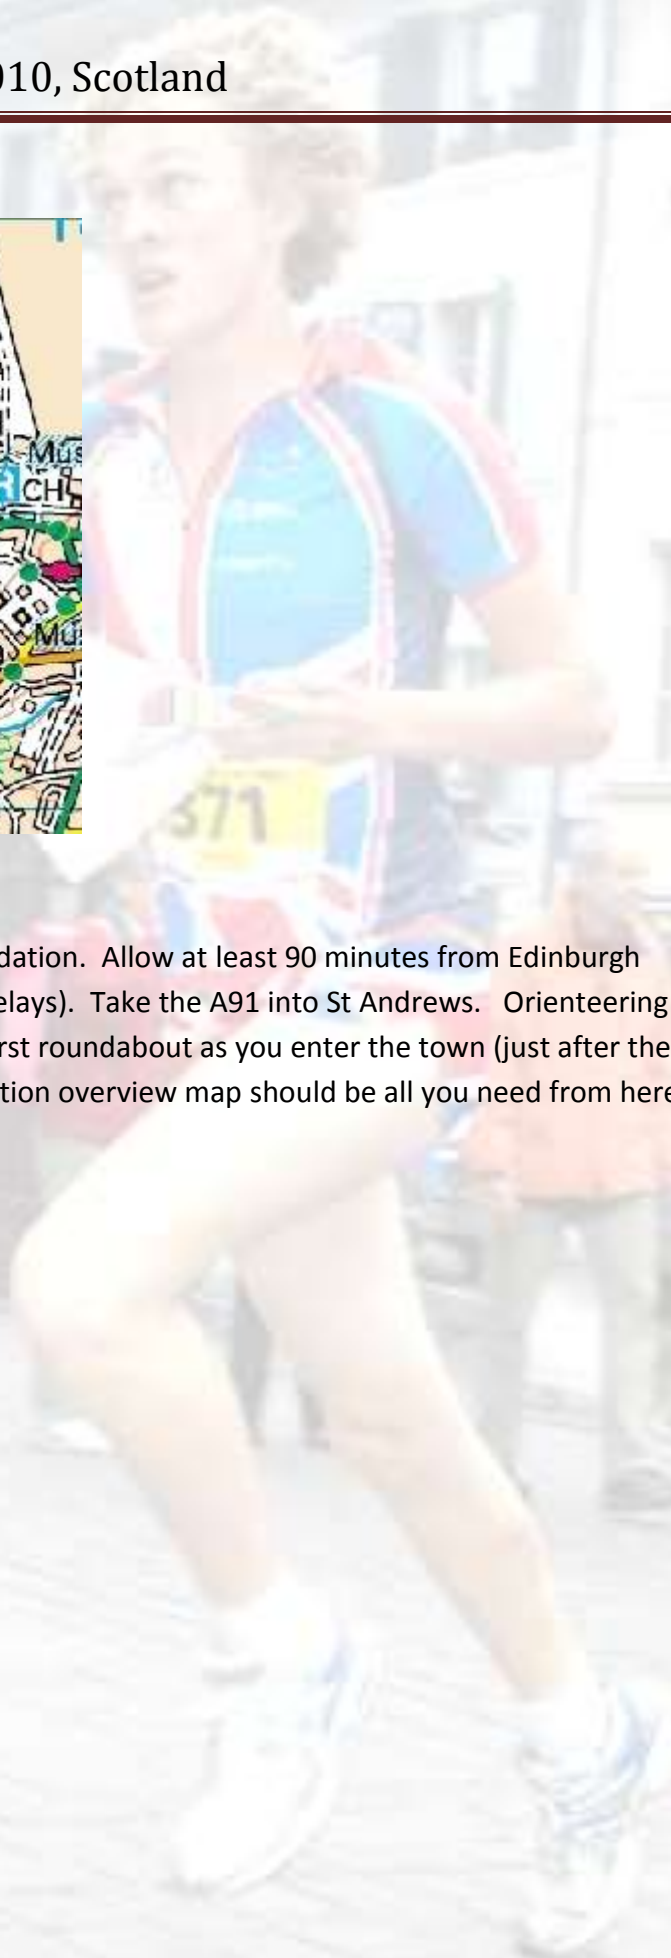 010, Scotland
Mus
CH
Mu
371
dation.  Allow at least 90 minutes from Edinburgh
elays).  Take the A91 into St Andrews.   Orienteering
rst roundabout as you enter the town (just after the
tion overview map should be all you need from here